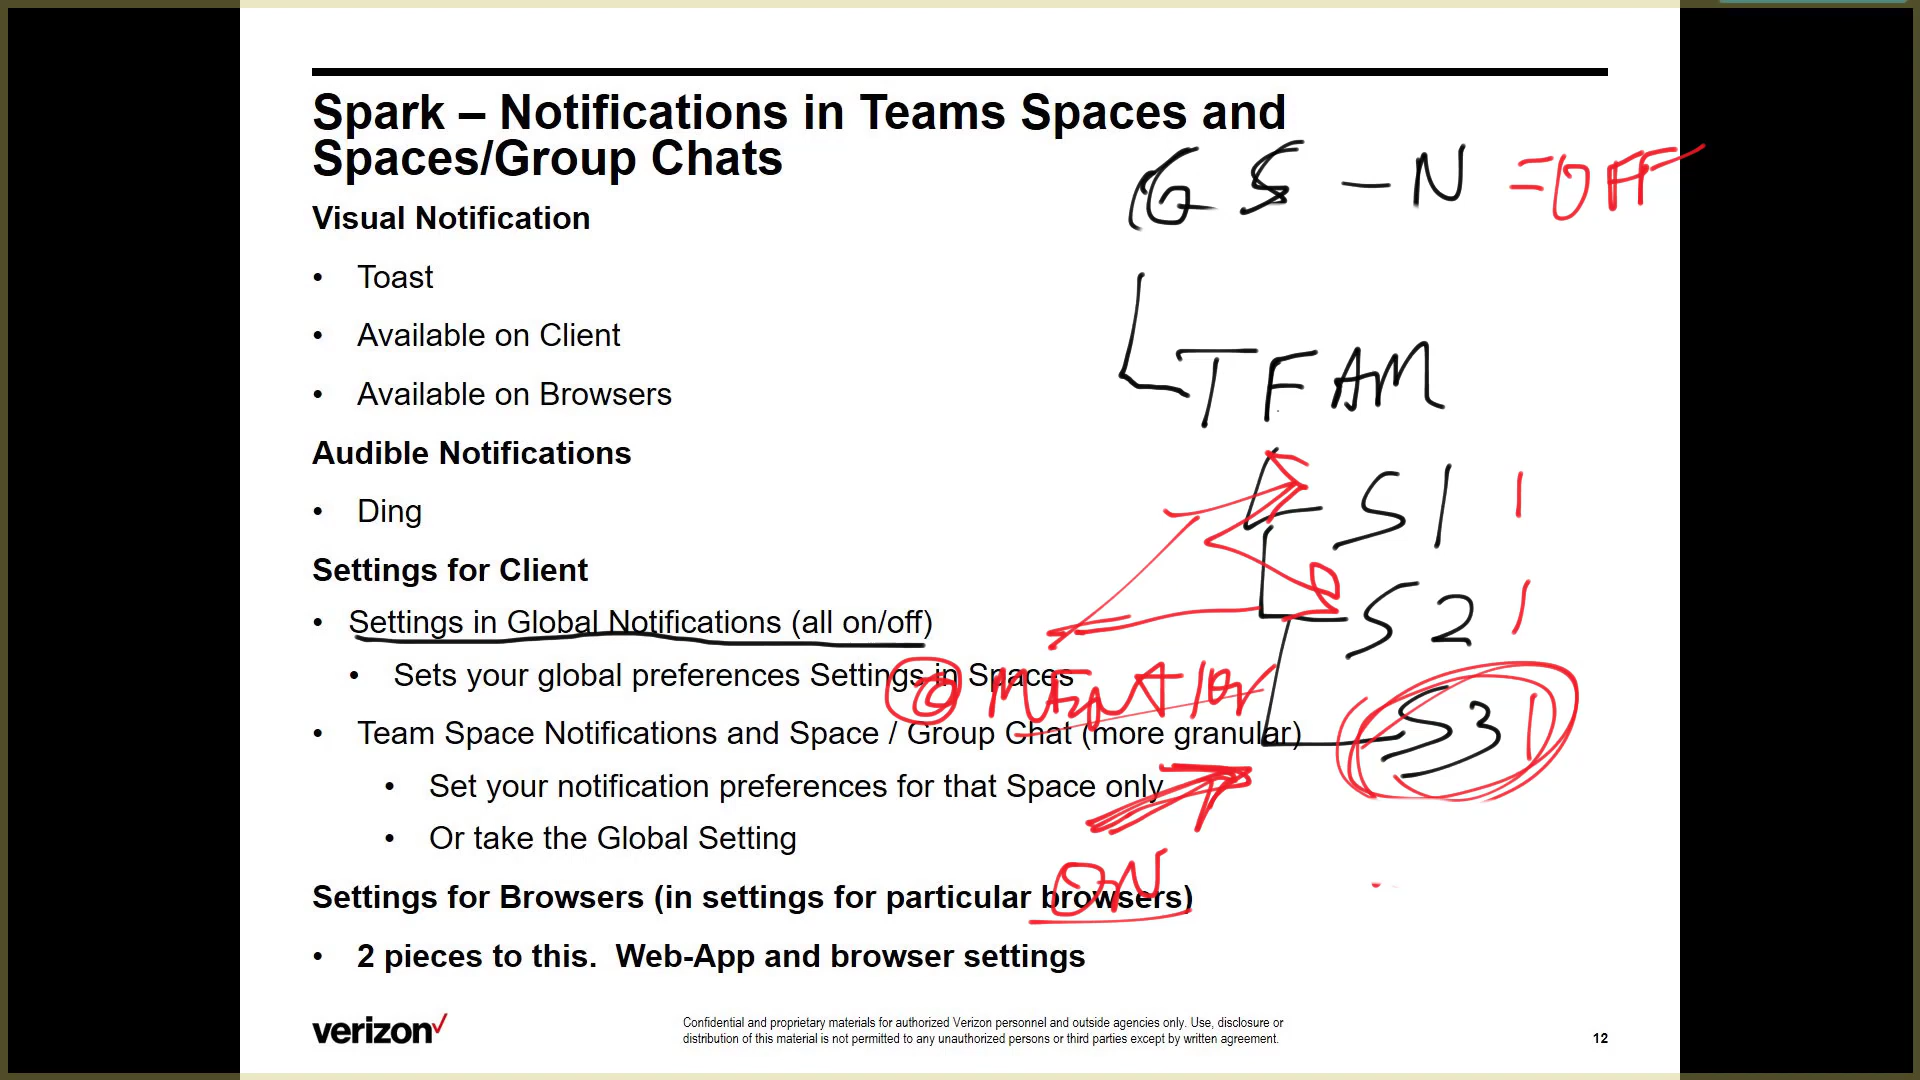 Spark – Notifications in Teams Spaces and
Spaces/Group Chats
GS - N = OFF
Visual Notification
• Toast
• Available on Client
TEAM
• Available on Browsers
Audible Notifications
S1 1
• Ding
Settings for Client
S2 1
• Settings in Global Notifications (all on/off)
• Sets your global preferences Settings in Spaces
@ MENTION
S3 1
• Team Space Notifications and Space / Group Chat (more granular)
• Set your notification preferences for that Space only
• Or take the Global Setting
ON
Settings for Browsers (in settings for particular browsers)
• 2 pieces to this.  Web-App and browser settings
verizon✓
Confidential and proprietary materials for authorized Verizon personnel and outside agencies only. Use, disclosure or
distribution of this material is not permitted to any unauthorized persons or third parties except by written agreement.
12